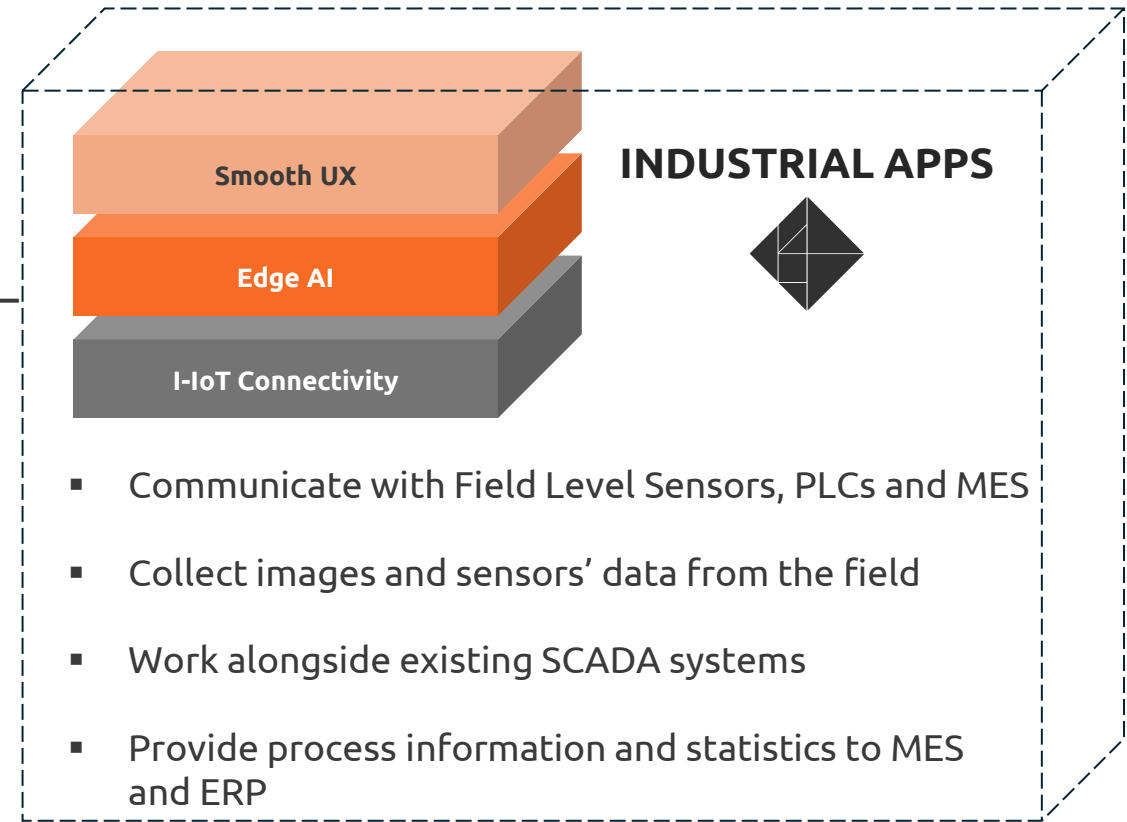 Smooth UX
INDUSTRIAL APPS
Edge AI
I-IoT Connectivity
▪ Communicate with Field Level Sensors, PLCs and MES
▪ Collect images and sensors’ data from the field
▪ Work alongside existing SCADA systems
▪ Provide process information and statistics to MES
and ERP